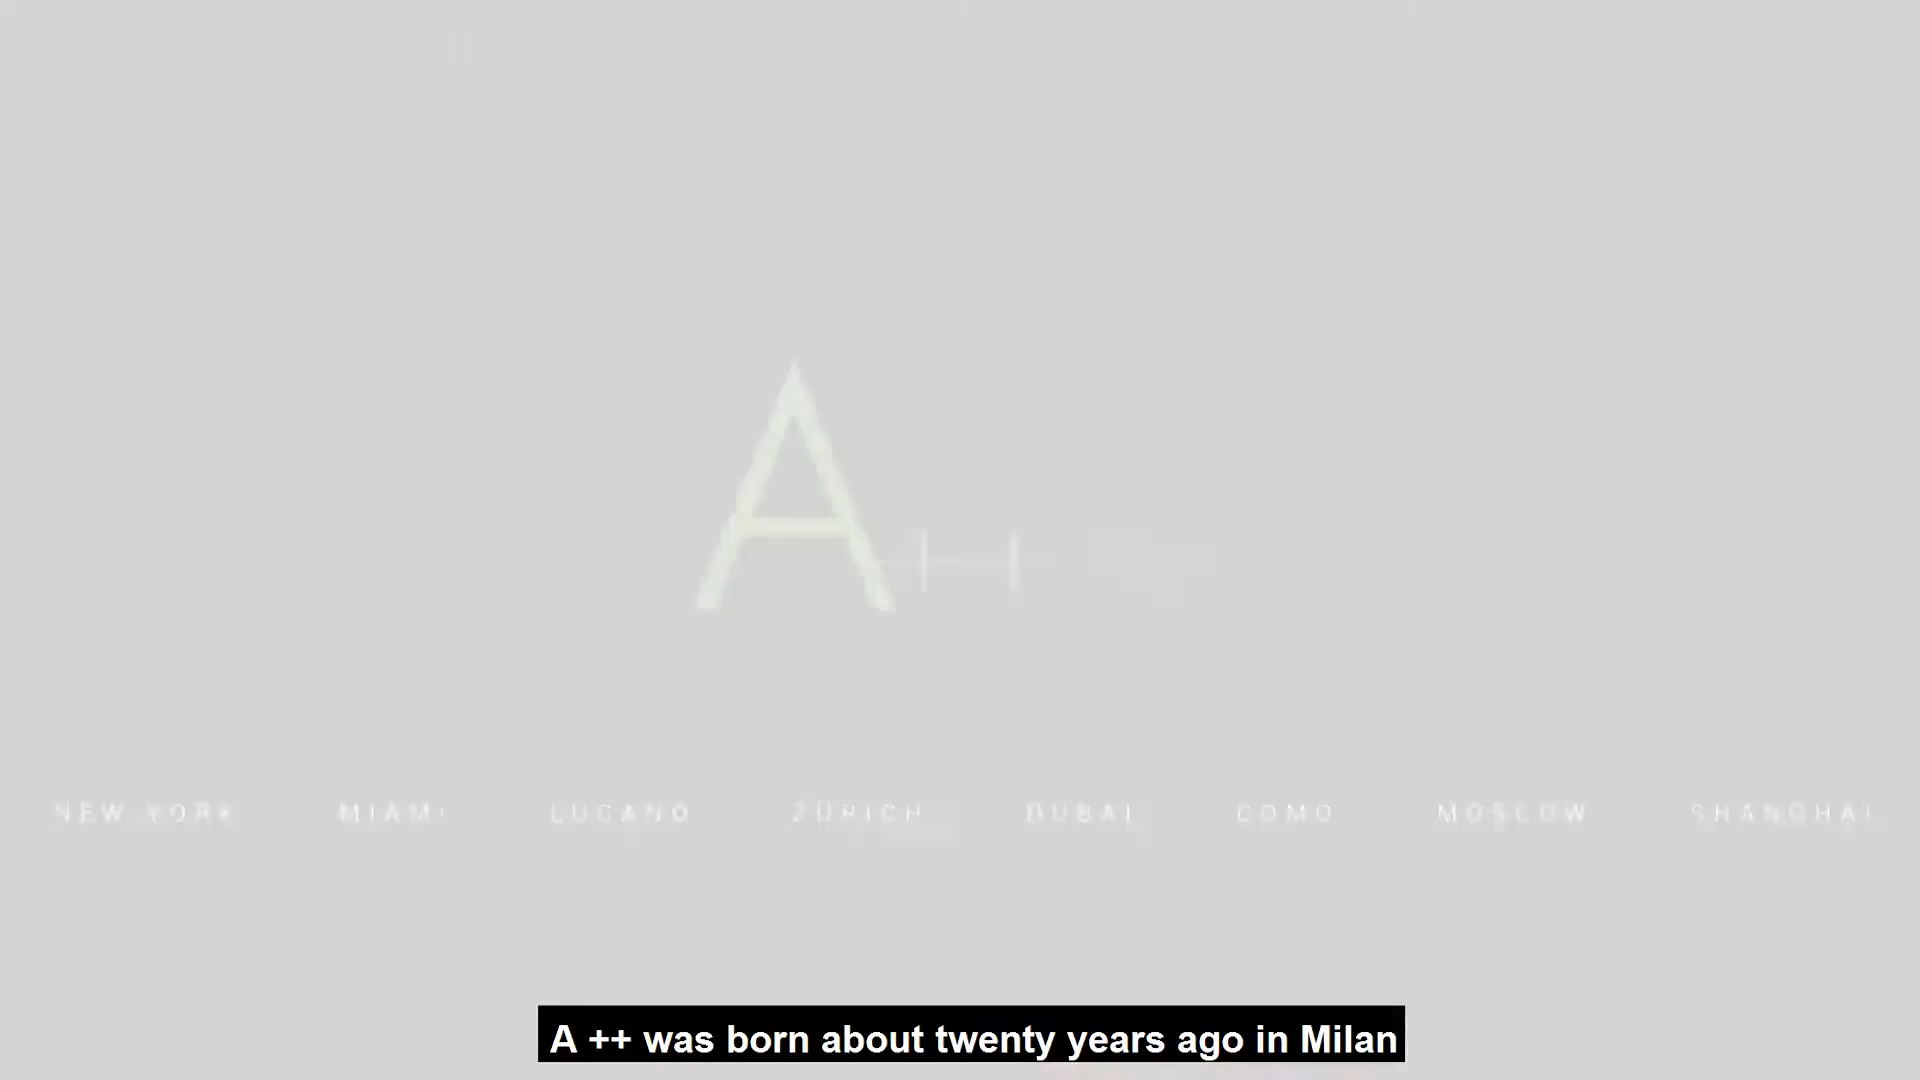 A++
NEW YORK MIAMI LUGANO ZÜRICH DUBAI COMO MOSCOW SHANGHAI
A ++ was born about twenty years ago in Milan